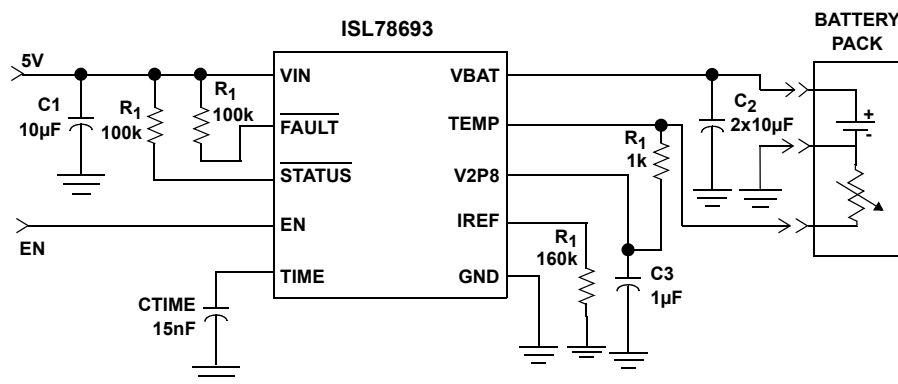 ISL78693
BATTERY
PACK
5V
C1
10µF
R1
100k
R1
100k
VIN
FAULT
STATUS
EN
TIME
VBAT
TEMP
V2P8
IREF
GND
EN
CTIME
15nF
R1
1k
R1
160k
C3
1µF
C2
2x10µF
+
-